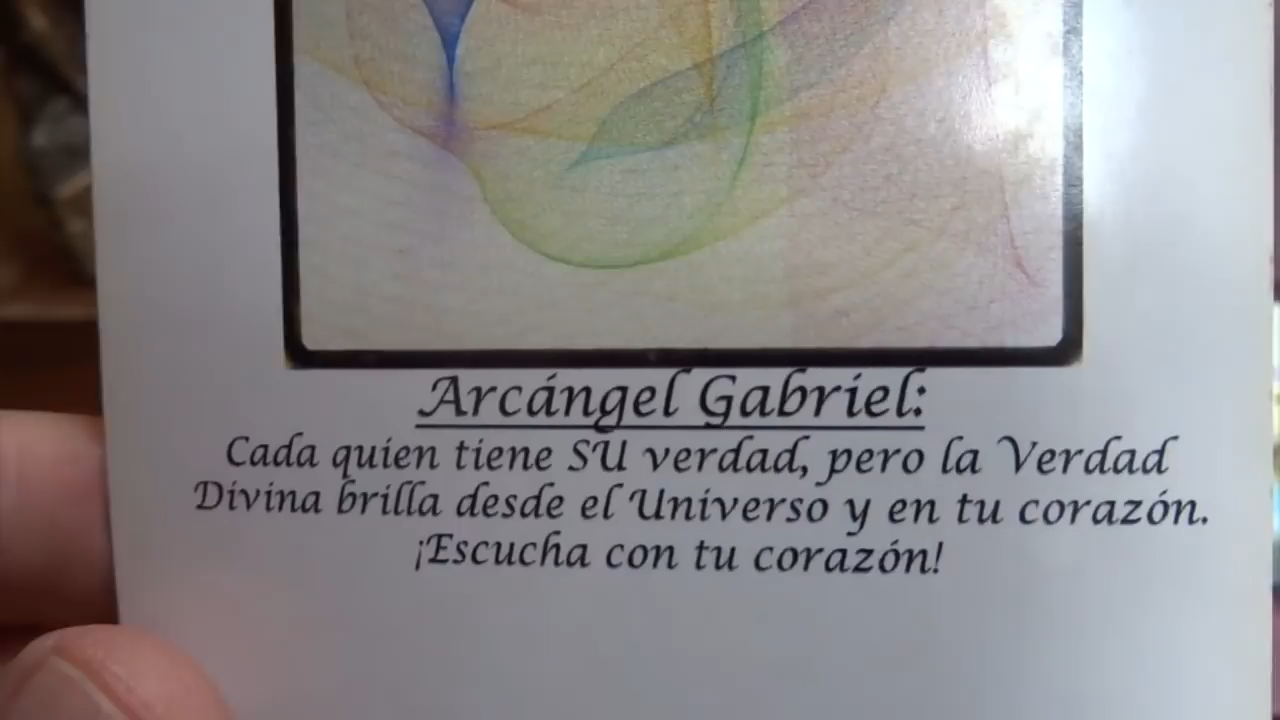 Arcángel Gabriel:
Cada quien tiene SU verdad, pero la Verdad
Divina brilla desde el Universo y en tu corazón.
¡Escucha con tu corazón!